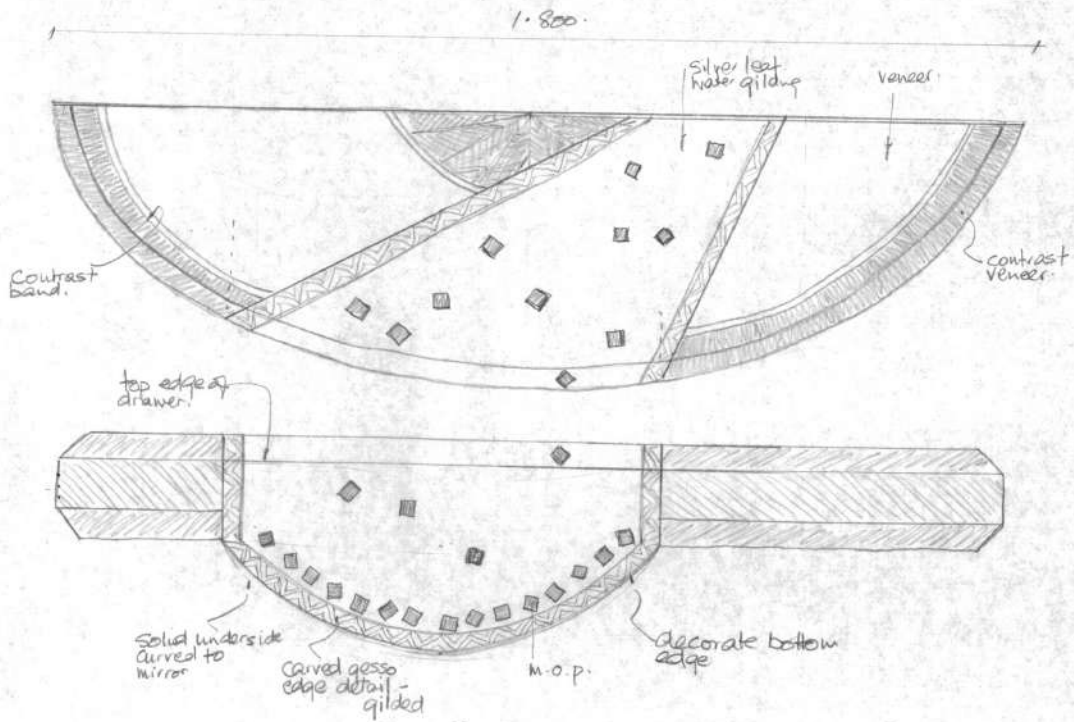 1·800.
silver leaf
water gilding
veneer.
contrast
band.
contrast
veneer.
top edge of
drawer.
solid underside
curved to
mirror
carved gesso
edge detail -
gilded
m.o.p.
decorate bottom
edge